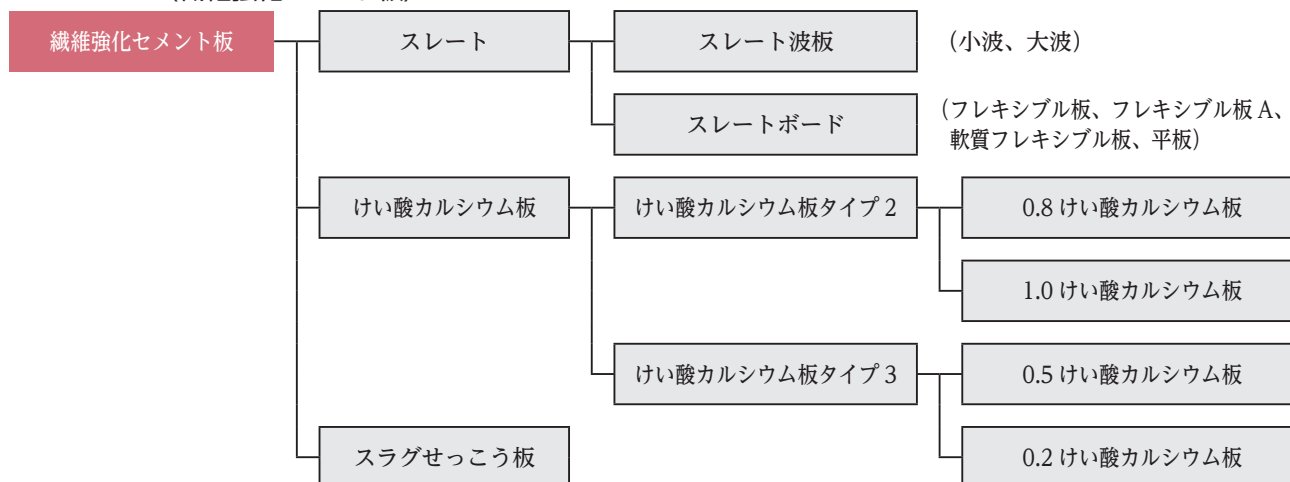 繊維強化セメント板
スレート
スレート波板
（小波、大波）
スレートボード
（フレキシブル板、フレキシブル板 A、
軟質フレキシブル板、平板）
けい酸カルシウム板
けい酸カルシウム板タイプ 2
0.8 けい酸カルシウム板
1.0 けい酸カルシウム板
けい酸カルシウム板タイプ 3
0.5 けい酸カルシウム板
スラグせっこう板
0.2 けい酸カルシウム板